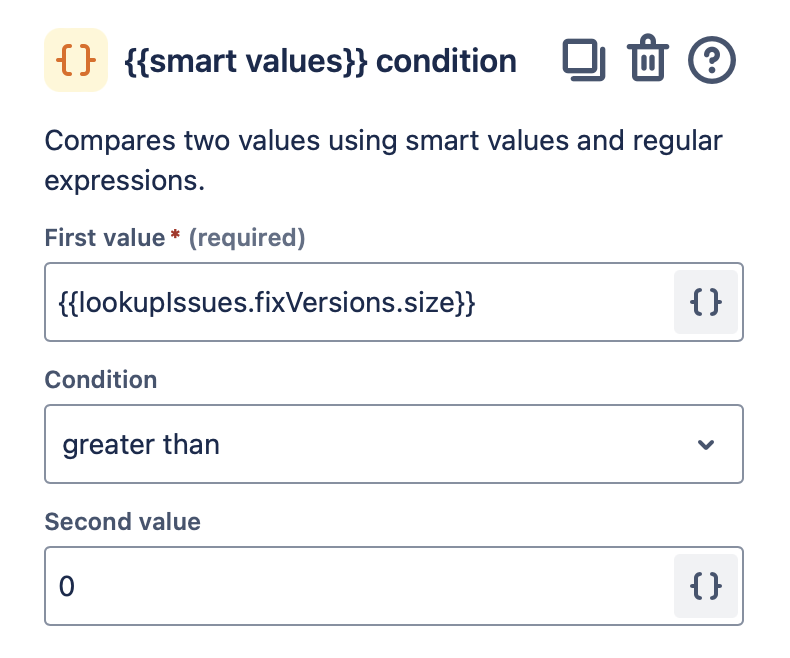 {{smart values}} condition
Compares two values using smart values and regular
expressions.
First value * (required)
{{lookupIssues.fixVersions.size}}
Condition
greater than
Second value
0